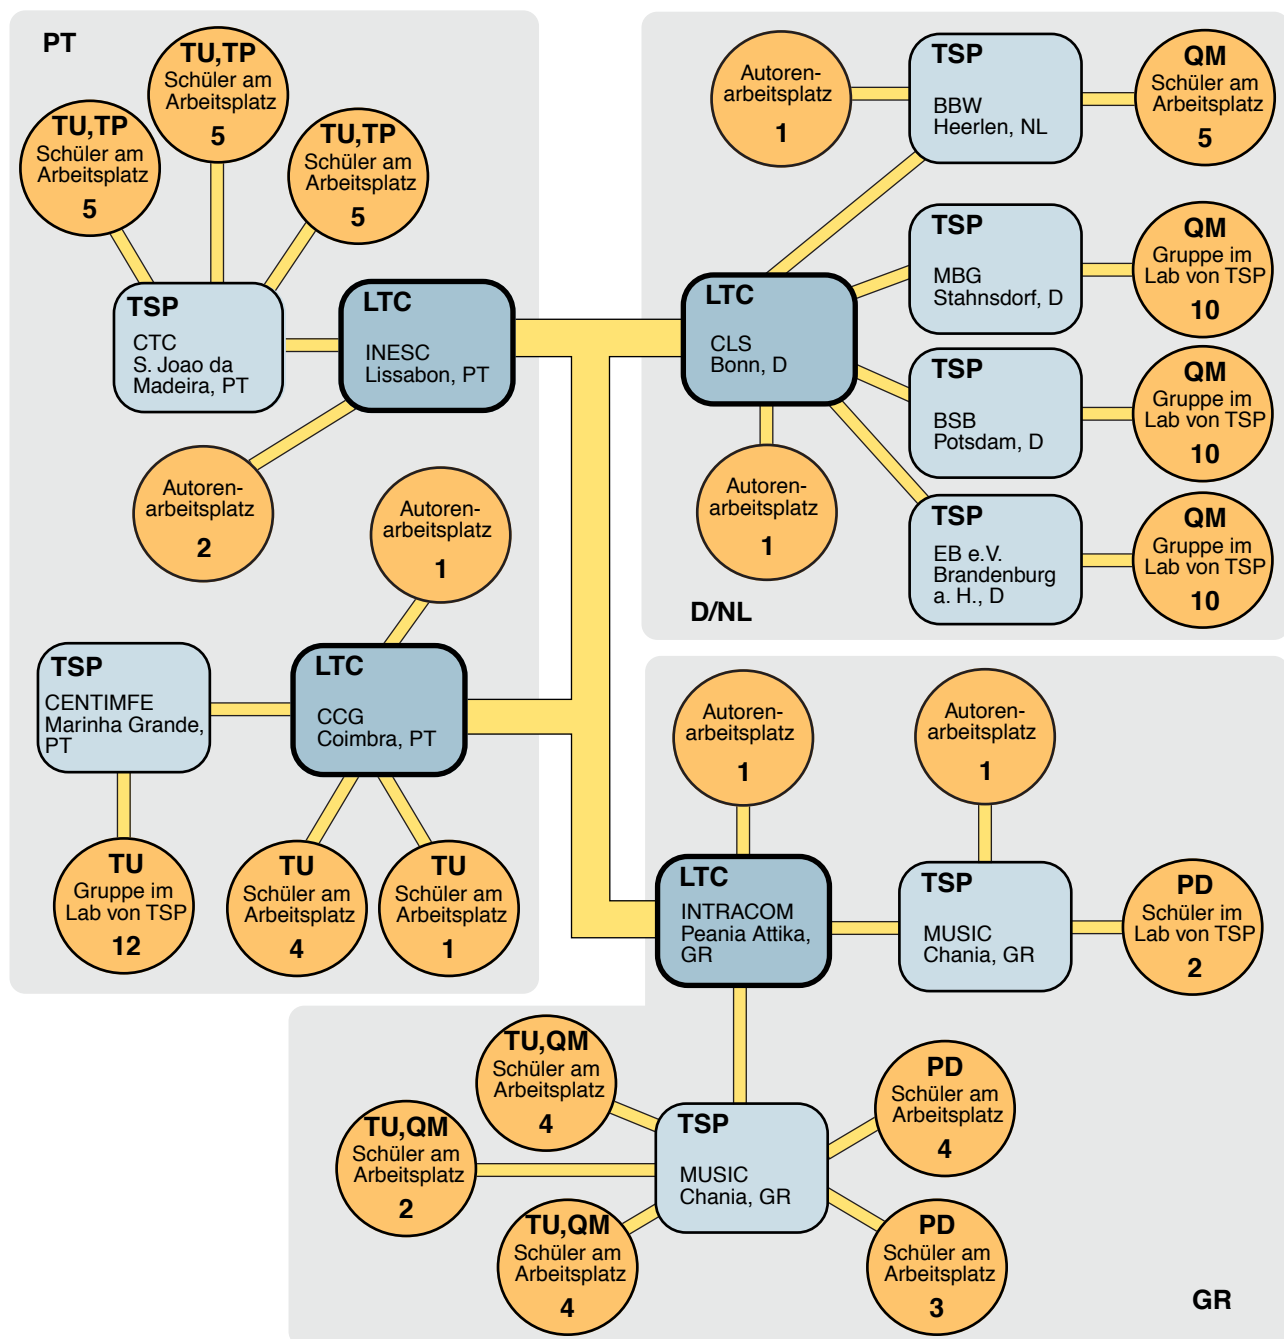 PT
TU,TP
Schüler am
Arbeitsplatz
5
TU,TP
Schüler am
Arbeitsplatz
5
TU,TP
Schüler am
Arbeitsplatz
5
TSP
CTC
S. Joao da
Madeira, PT
LTC
INESC
Lissabon, PT
Autoren-
arbeitsplatz
2
Autoren-
arbeitsplatz
1
TSP
CENTIMFE
Marinha Grande,
PT
LTC
CCG
Coimbra, PT
TU
Gruppe im
Lab von TSP
12
TU
Schüler am
Arbeitsplatz
4
TU
Schüler am
Arbeitsplatz
1
Autoren-
arbeitsplatz
1
TSP
BBW
Heerlen, NL
QM
Schüler am
Arbeitsplatz
5
TSP
MBG
Stahnsdorf, D
QM
Gruppe im
Lab von TSP
10
LTC
CLS
Bonn, D
TSP
BSB
Potsdam, D
QM
Gruppe im
Lab von TSP
10
Autoren-
arbeitsplatz
1
TSP
EB e.V.
Brandenburg
a. H., D
QM
Gruppe im
Lab von TSP
10
D/NL
Autoren-
arbeitsplatz
1
Autoren-
arbeitsplatz
1
LTC
INTRACOM
Peania Attika,
GR
TSP
MUSIC
Chania, GR
PD
Schüler im
Lab von TSP
2
TU,QM
Schüler am
Arbeitsplatz
4
TU,QM
Schüler am
Arbeitsplatz
2
TU,QM
Schüler am
Arbeitsplatz
4
TSP
MUSIC
Chania, GR
PD
Schüler am
Arbeitsplatz
4
PD
Schüler am
Arbeitsplatz
3
GR